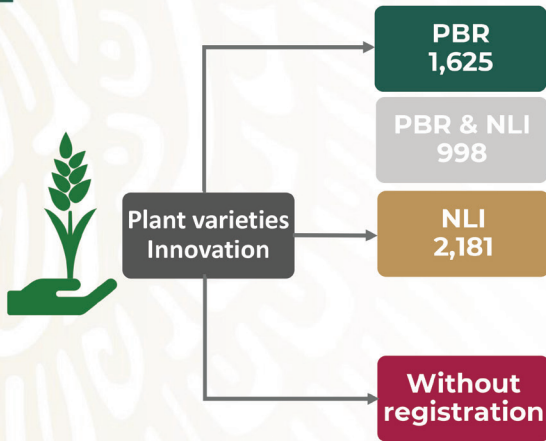 PBR
1,625
PBR & NLI
998
Plant varieties
Innovation
NLI
2,181
Without
registration